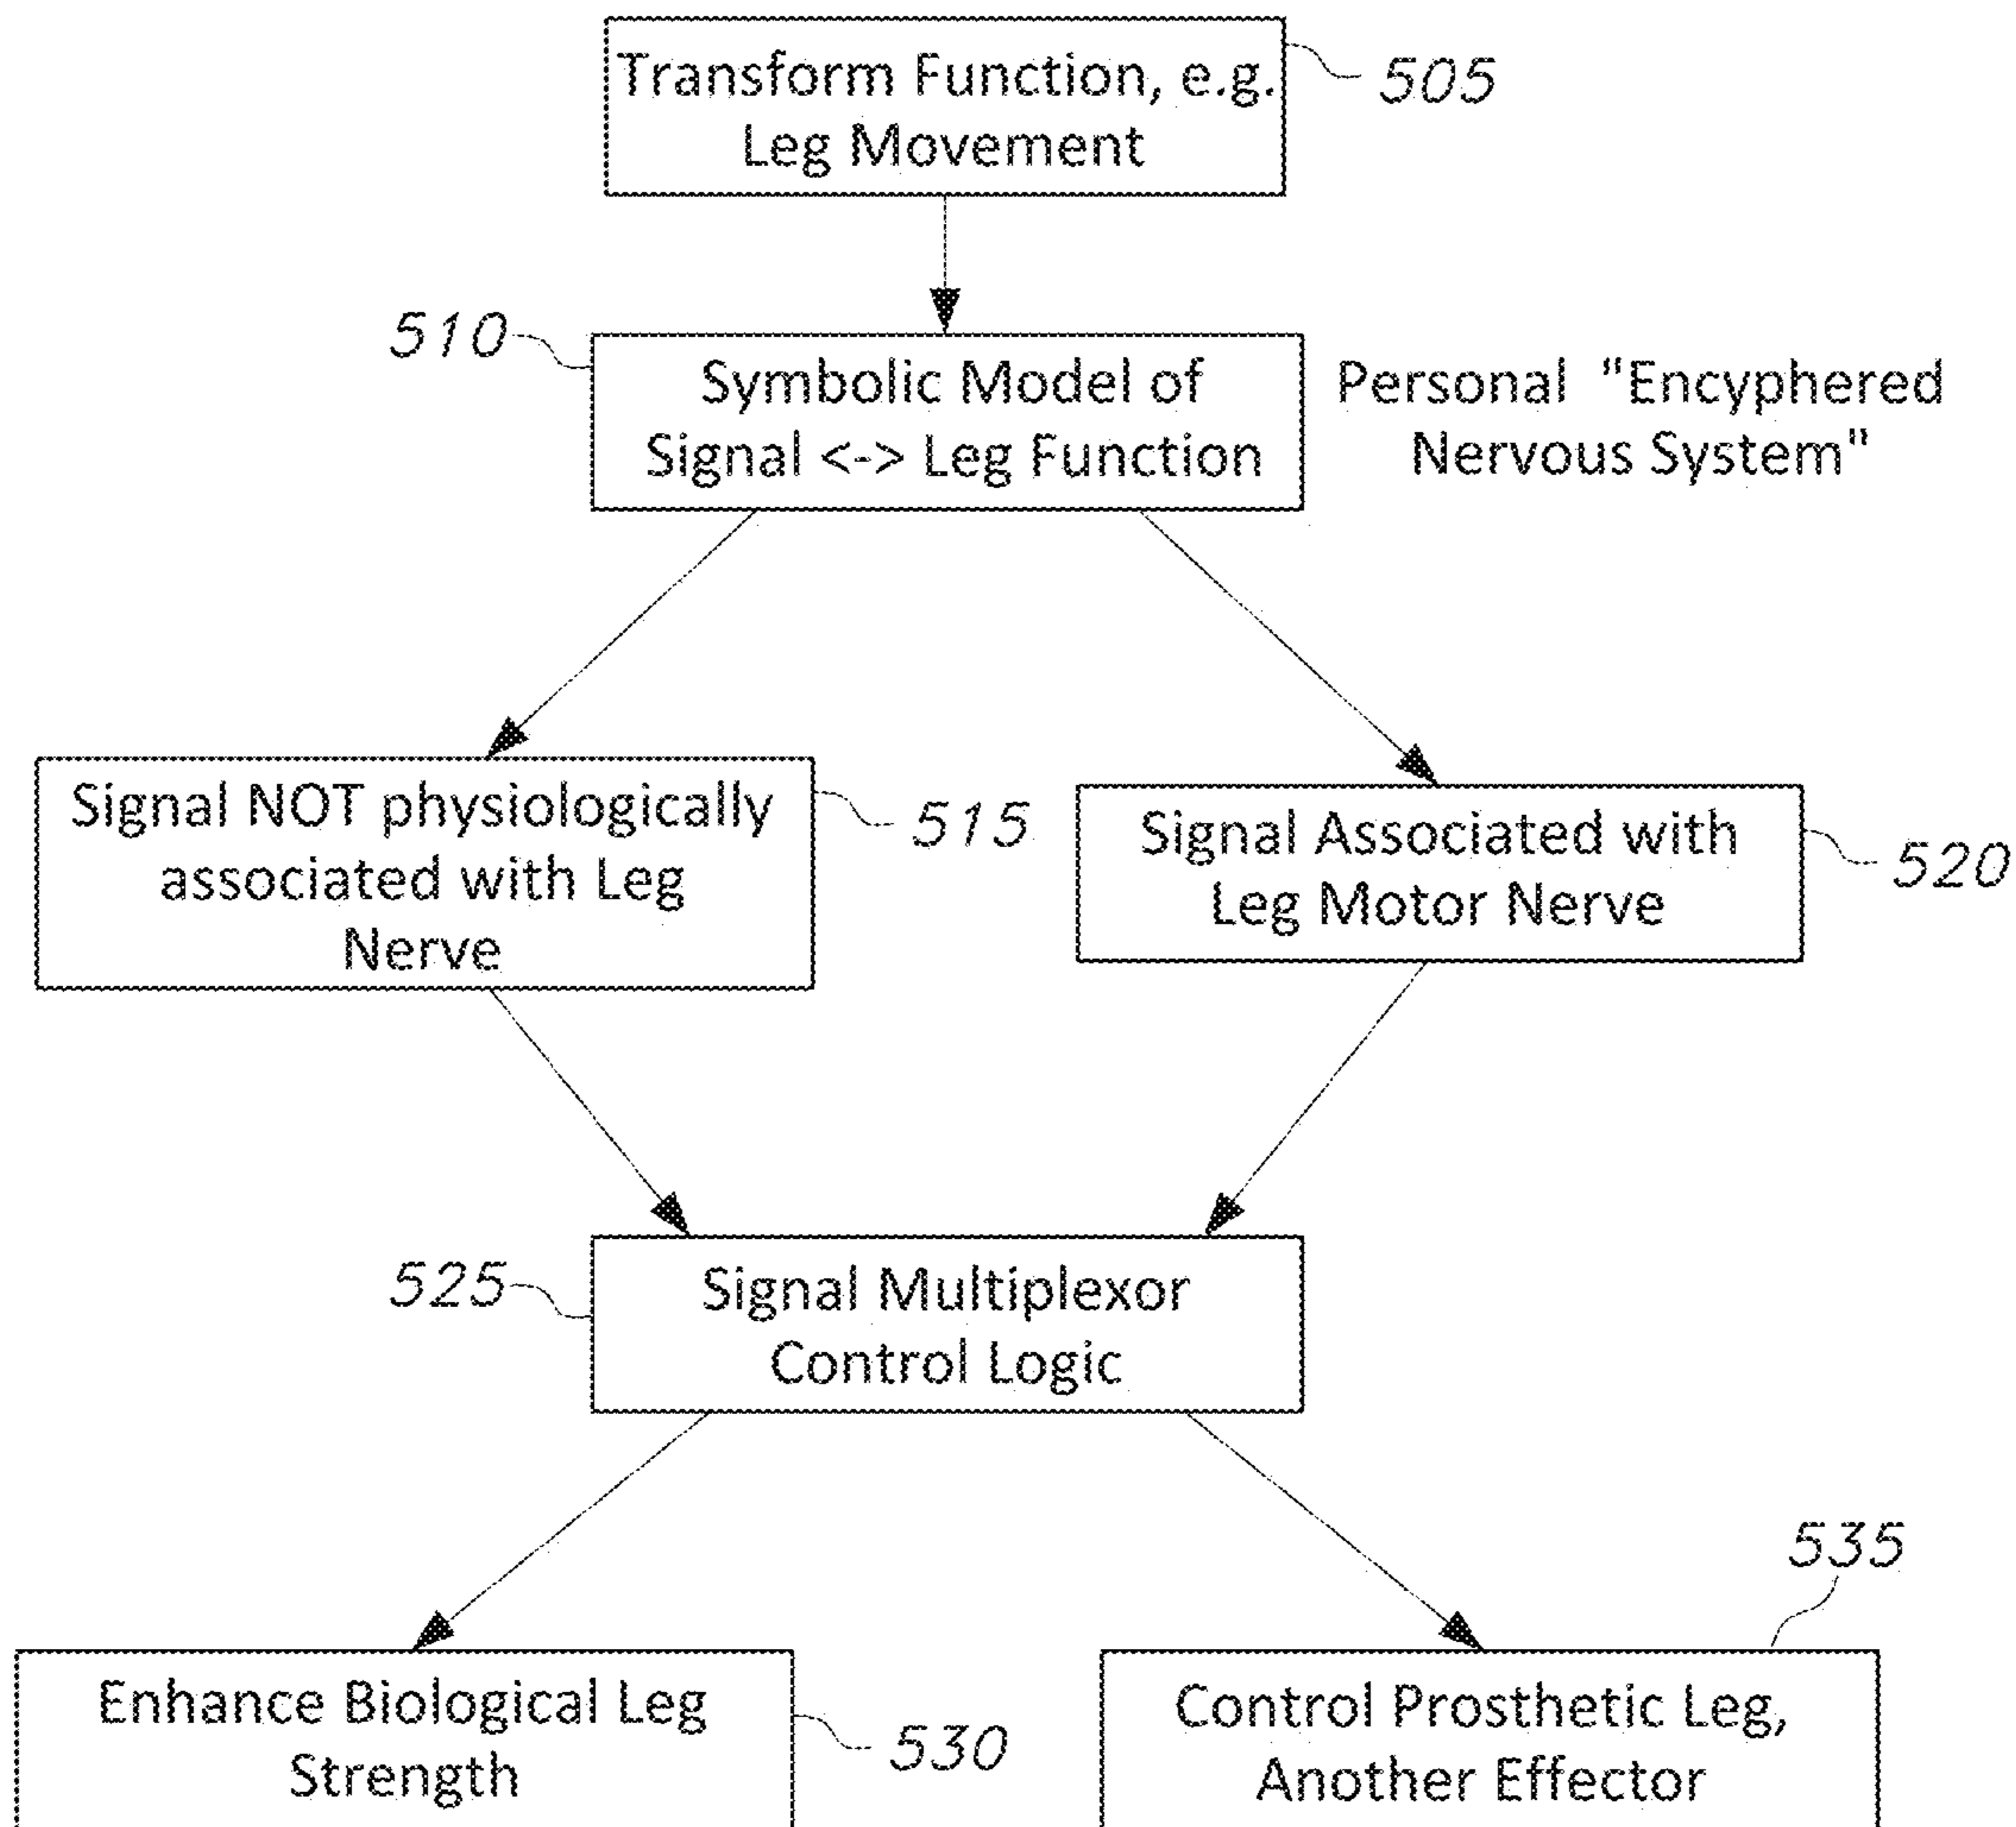 Transform Function, e.g.
Leg Movement
505
510
Symbolic Model of
Signal <-> Leg Function
Personal "Encyphered
Nervous System"
Signal NOT physiologically
associated with Leg
Nerve
515
Signal Associated with
Leg Motor Nerve
520
525
Signal Multiplexor
Control Logic
535
Enhance Biological Leg
Strength
530
Control Prosthetic Leg,
Another Effector